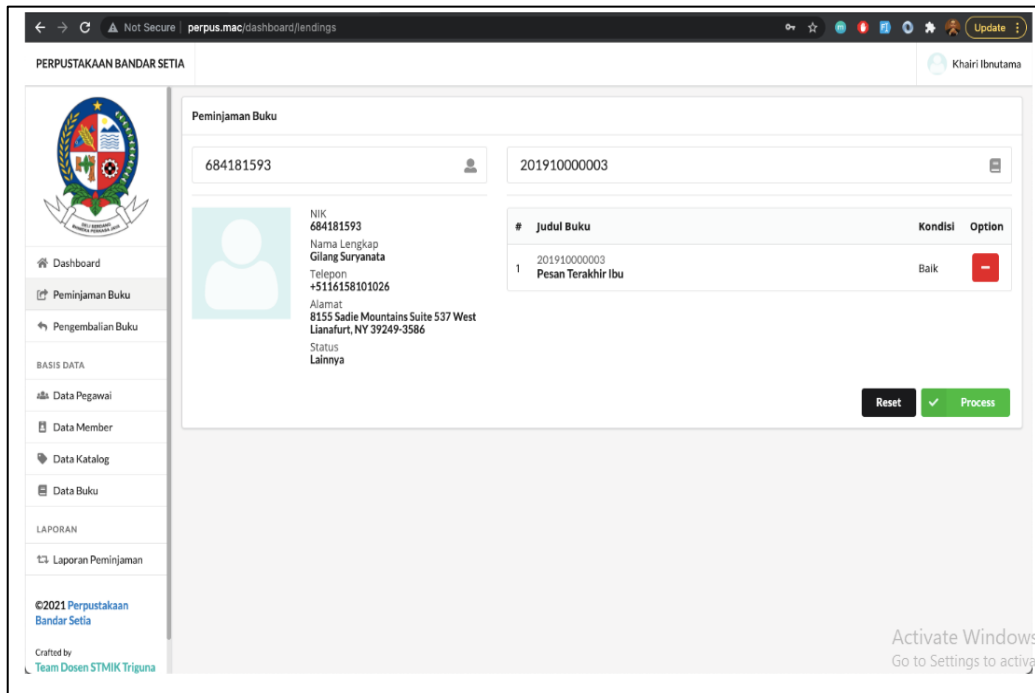 Not Secure | perpus.mac/dashboard/lendings
Update
PERPUSTAKAAN BANDAR SETIA
Khairi Ibnutama
Peminjaman Buku
684181593
201910000003
NIK
684181593
Nama Lengkap
Gilang Suryanata
Telepon
+5116158101026
Alamat
8155 Sadie Mountains Suite 537 West
Lianafurt, NY 39249-3586
Status
Lainnya
# Judul Buku Kondisi Option
1 201910000003
Pesan Terakhir Ibu Baik
Reset
Process
DELI SERDANG
Dashboard
Peminjaman Buku
Pengembalian Buku
BASIS DATA
Data Pegawai
Data Member
Data Katalog
Data Buku
LAPORAN
Laporan Peminjaman
©2021 Perpustakaan
Bandar Setia
Crafted by
Team Dosen STMIK Triguna
Activate Windows
Go to Settings to activa